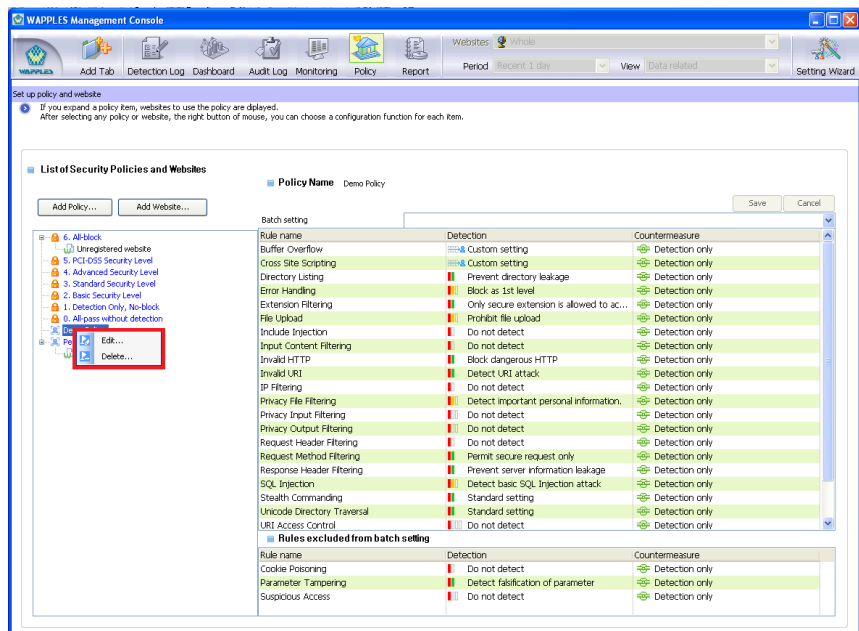 WAPPLES Management Console
WAPPLES
Add Tab
Detection Log
Dashboard
Audit Log
Monitoring
Policy
Report
Websites Whole
Period Recent 1 day View Data related
Setting Wizard
Set up policy and website
If you expand a policy item, websites to use the policy are diplayed.
After selecting any policy or website, the right button of mouse, you can choose a configuration function for each item.
List of Security Policies and Websites
Add Policy... Add Website...
6. All-block
Unregistered website
5. PCI-DSS Security Level
4. Advanced Security Level
3. Standard Security Level
2. Basic Security Level
1. Detection Only, No-block
0. All-pass without detection
Edit...
Delete...
Policy Name Demo Policy
Save Cancel
Batch setting
Rule name Detection Countermeasure
Buffer Overflow Custom setting Detection only
Cross Site Scripting Custom setting Detection only
Directory Listing Prevent directory leakage Detection only
Error Handling Block as 1st level Detection only
Extension Filtering Only secure extension is allowed to ac... Detection only
File Upload Prohibit file upload Detection only
Include Injection Do not detect Detection only
Input Content Filtering Do not detect Detection only
Invalid HTTP Block dangerous HTTP Detection only
Invalid URI Detect URI attack Detection only
IP Filtering Do not detect Detection only
Privacy File Filtering Detect important personal information. Detection only
Privacy Input Filtering Do not detect Detection only
Privacy Output Filtering Do not detect Detection only
Request Header Filtering Do not detect Detection only
Request Method Filtering Permit secure request only Detection only
Response Header Filtering Prevent server information leakage Detection only
SQL Injection Detect basic SQL Injection attack Detection only
Stealth Commanding Standard setting Detection only
Unicode Directory Traversal Standard setting Detection only
URI Access Control Do not detect Detection only
Rules excluded from batch setting
Rule name Detection Countermeasure
Cookie Poisoning Do not detect Detection only
Parameter Tampering Detect falsification of parameter Detection only
Suspicious Access Do not detect Detection only